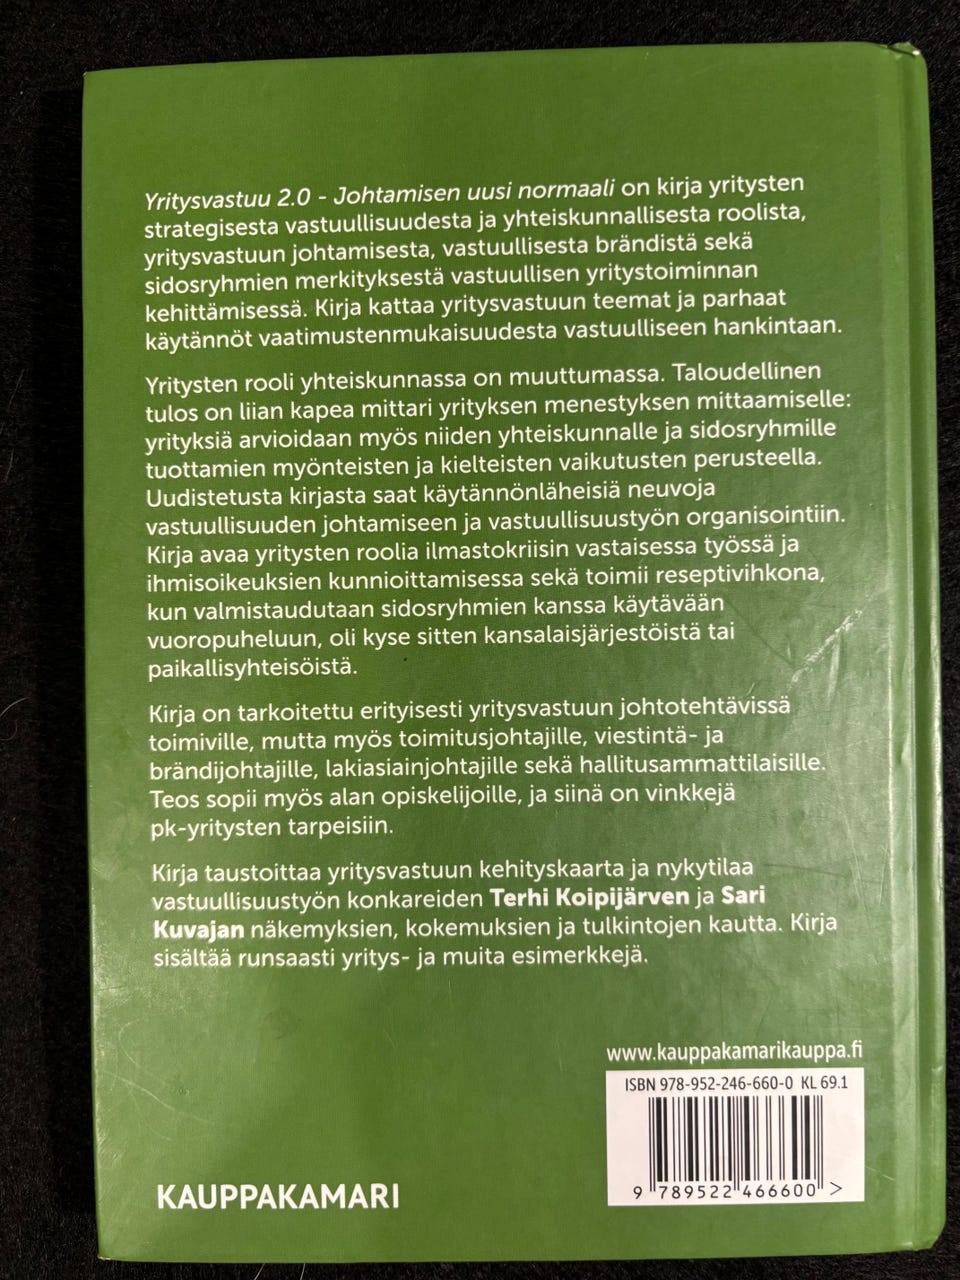 Yritysvastuu 2.0 - Johtamisen uusi normaali on kirja yritysten
strategisesta vastuullisuudesta ja yhteiskunnallisesta roolista,
yritysvastuun johtamisesta, vastuullisesta brändistä sekä
sidosryhmien merkityksestä vastuullisen yritystoiminnan
kehittämisessä. Kirja kattaa yritysvastuun teemat ja parhaat
käytännöt vaatimustenmukaisuudesta vastuulliseen hankintaan.
Yritysten rooli yhteiskunnassa on muuttumassa. Taloudellinen
tulos on liian kapea mittari yrityksen menestyksen mittaamiselle:
yrityksiä arvioidaan myös niiden yhteiskunnalle ja sidosryhmille
tuottamien myönteisten ja kielteisten vaikutusten perusteella.
Uudistetusta kirjasta saat käytännönläheisiä neuvoja
vastuullisuuden johtamiseen ja vastuullisuustyön organisointiin.
Kirja avaa yritysten roolia ilmastokriisin vastaisessa työssä ja
ihmisoikeuksien kunnioittamisessa sekä toimii reseptivihkona,
kun valmistaudutaan sidosryhmien kanssa käytävään
vuoropuheluun, oli kyse sitten kansalaisjärjestöistä tai
paikallisyhteisöistä.
Kirja on tarkoitettu erityisesti yritysvastuun johtotehtävissä
toimiville, mutta myös toimitusjohtajille, viestintä- ja
brändijohtajille, lakiasiainjohtajille sekä hallitusammattilaisille.
Teos sopii myös alan opiskelijoille, ja siinä on vinkkejä
pk-yritysten tarpeisiin.
Kirja taustoittaa yritysvastuun kehityskaarta ja nykytilaa
vastuullisuustyön konkareiden Terhi Koipijärven ja Sari
Kuvajan näkemyksien, kokemuksien ja tulkintojen kautta. Kirja
sisältää runsaasti yritys- ja muita esimerkkejä.
www.kauppakamarikauppa.fi
ISBN 978-952-246-660-0 KL 69.1
9 789522 466600 >
KAUPPAKAMARI